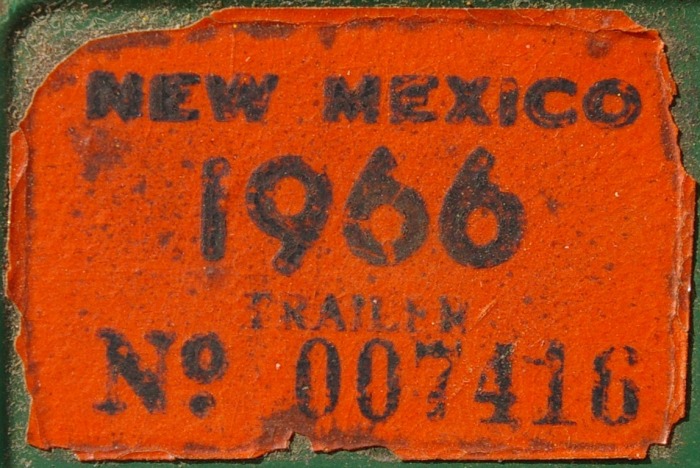 NEW MEXICO
1966
TRAILER
No 007416